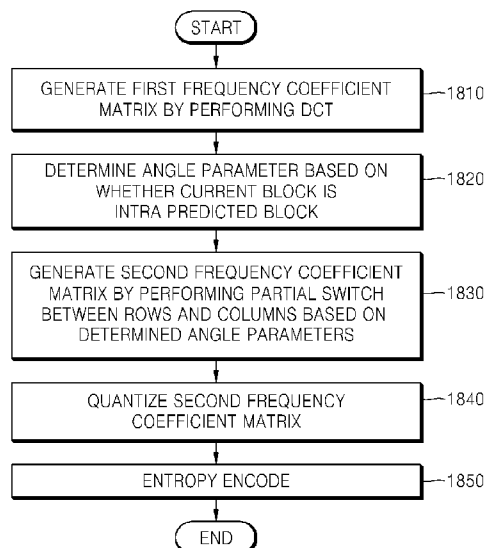 START
GENERATE FIRST FREQUENCY COEFFICIENT
MATRIX BY PERFORMING DCT
1810
DETERMINE ANGLE PARAMETER BASED ON
WHETHER CURRENT BLOCK IS
INTRA PREDICTED BLOCK
1820
GENERATE SECOND FREQUENCY COEFFICIENT
MATRIX BY PERFORMING PARTIAL SWITCH
BETWEEN ROWS AND COLUMNS BASED ON
DETERMINED ANGLE PARAMETERS
1830
QUANTIZE SECOND FREQUENCY
COEFFICIENT MATRIX
1840
ENTROPY ENCODE
1850
END